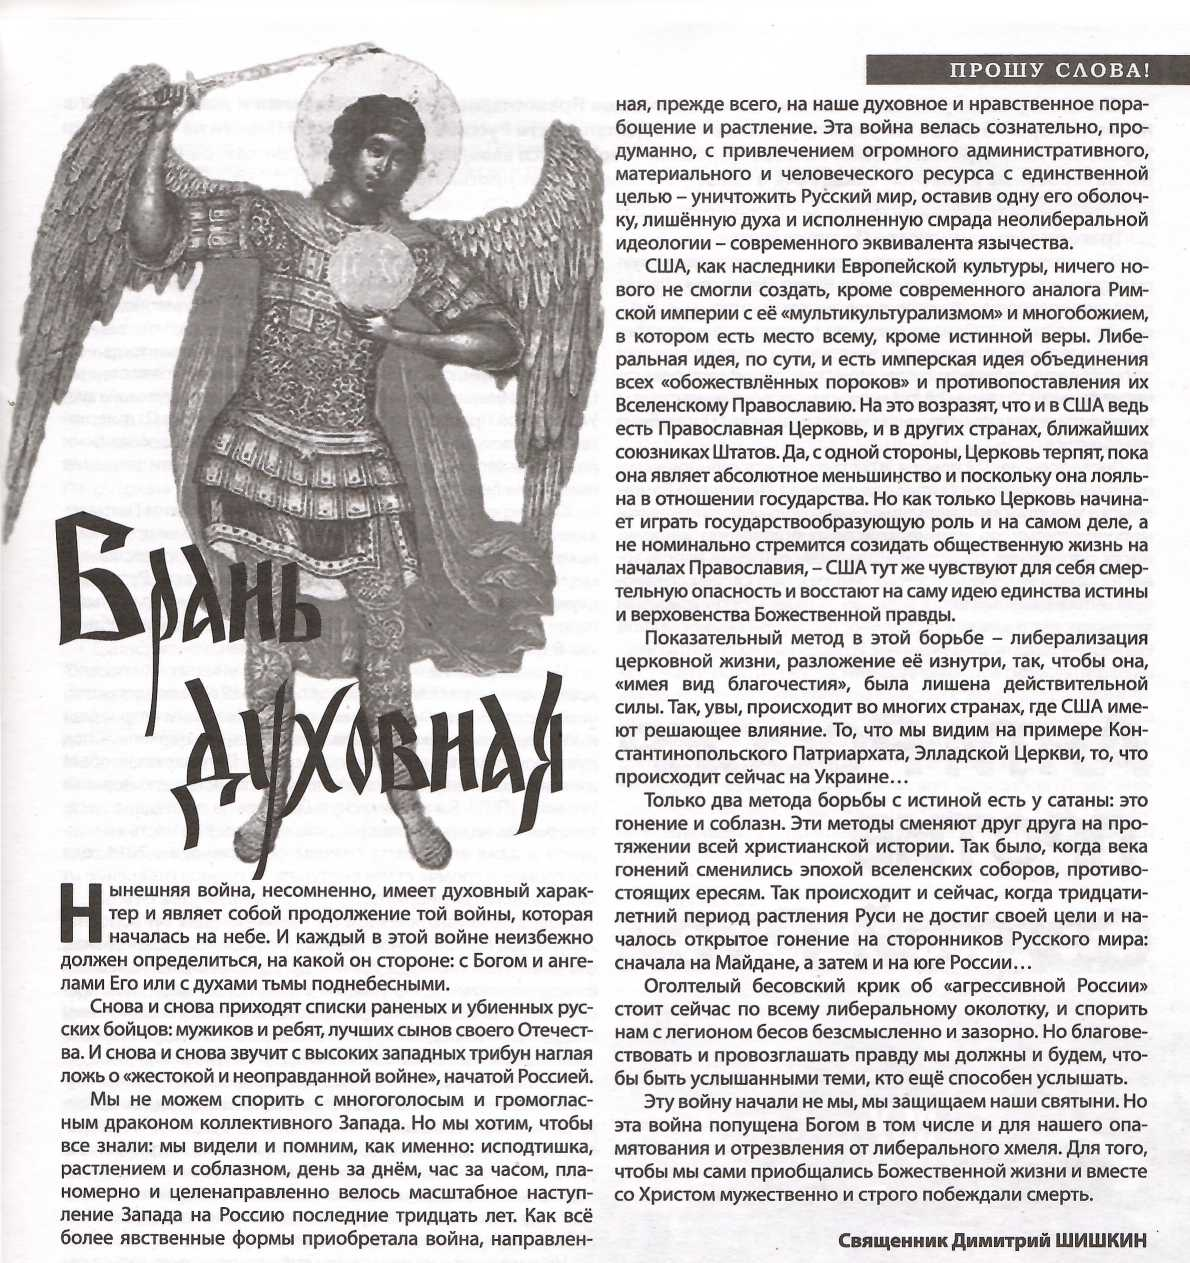 ПРОШУ СЛОВА!
Брань
духовная
Нынешняя война, несомненно, имеет духовный харак-
тер и являет собой продолжение той войны, которая
началась на небе. И каждый в этой войне неизбежно
должен определиться, на какой он стороне: с Богом и анге-
лами Его или с духами тьмы поднебесными.
Снова и снова приходят списки раненых и убиенных рус-
ских бойцов: мужиков и ребят, лучших сынов своего Отечест-
ва. И снова и снова звучит с высоких западных трибун наглая
ложь о «жестокой и неоправданной войне», начатой Россией.
Мы не можем спорить с многоголосым и громоглас-
ным драконом коллективного Запада. Но мы хотим, чтобы
все знали: мы видели и помним, как именно: исподтишка,
растлением и соблазном, день за днём, час за часом, пла-
номерно и целенаправленно велось масштабное наступ-
ление Запада на Россию последние тридцать лет. Как всё
более явственные формы приобретала война, направлен-
ная, прежде всего, на наше духовное и нравственное пора-
бощение и растление. Эта война велась сознательно, про-
думанно, с привлечением огромного административного,
материального и человеческого ресурса с единственной
целью – уничтожить Русский мир, оставив одну его оболоч-
ку, лишённую духа и исполненную смрада неолиберальной
идеологии – современного эквивалента язычества.
США, как наследники Европейской культуры, ничего но-
вого не смогли создать, кроме современного аналога Рим-
ской империи с её «мультикультурализмом» и многобожием,
в котором есть место всему, кроме истинной веры. Либе-
ральная идея, по сути, и есть имперская идея объединения
всех «обожествлённых пороков» и противопоставления их
Вселенскому Православию. На это возразят, что и в США ведь
есть Православная Церковь, и в других странах, ближайших
союзниках Штатов. Да, с одной стороны, Церковь терпят, пока
она являет абсолютное меньшинство и поскольку она лояль-
на в отношении государства. Но как только Церковь начина-
ет играть государствообразующую роль и на самом деле, а
не номинально стремится созидать общественную жизнь на
началах Православия, – США тут же чувствуют для себя смер-
тельную опасность и восстают на саму идею единства истины
и верховенства Божественной правды.
Показательный метод в этой борьбе – либерализация
церковной жизни, разложение её изнутри, так, чтобы она,
«имея вид благочестия», была лишена действительной
силы. Так, увы, происходит во многих странах, где США име-
ют решающее влияние. То, что мы видим на примере Кон-
стантинопольского Патриархата, Элладской Церкви, то, что
происходит сейчас на Украине…
Только два метода борьбы с истиной есть у сатаны: это
гонение и соблазн. Эти методы сменяют друг друга на про-
тяжении всей христианской истории. Так было, когда века
гонений сменились эпохой вселенских соборов, противо-
стоящих ересям. Так происходит и сейчас, когда тридцати-
летний период растления Руси не достиг своей цели и на-
чалось открытое гонение на сторонников Русского мира:
сначала на Майдане, а затем и на юге России…
Оголтелый бесовский крик об «агрессивной России»
стоит сейчас по всему либеральному околотку, и спорить
нам с легионом бесов безсмысленно и зазорно. Но благове-
ствовать и провозглашать правду мы должны и будем, что-
бы быть услышанными теми, кто ещё способен услышать.
Эту войну начали не мы, мы защищаем наши святыни. Но
эта война попущена Богом в том числе и для нашего опа-
мятования и отрезвления от либерального хмеля. Для того,
чтобы мы сами приобщались Божественной жизни и вместе
со Христом мужественно и строго побеждали смерть.
Священник Димитрий ШИШКИН